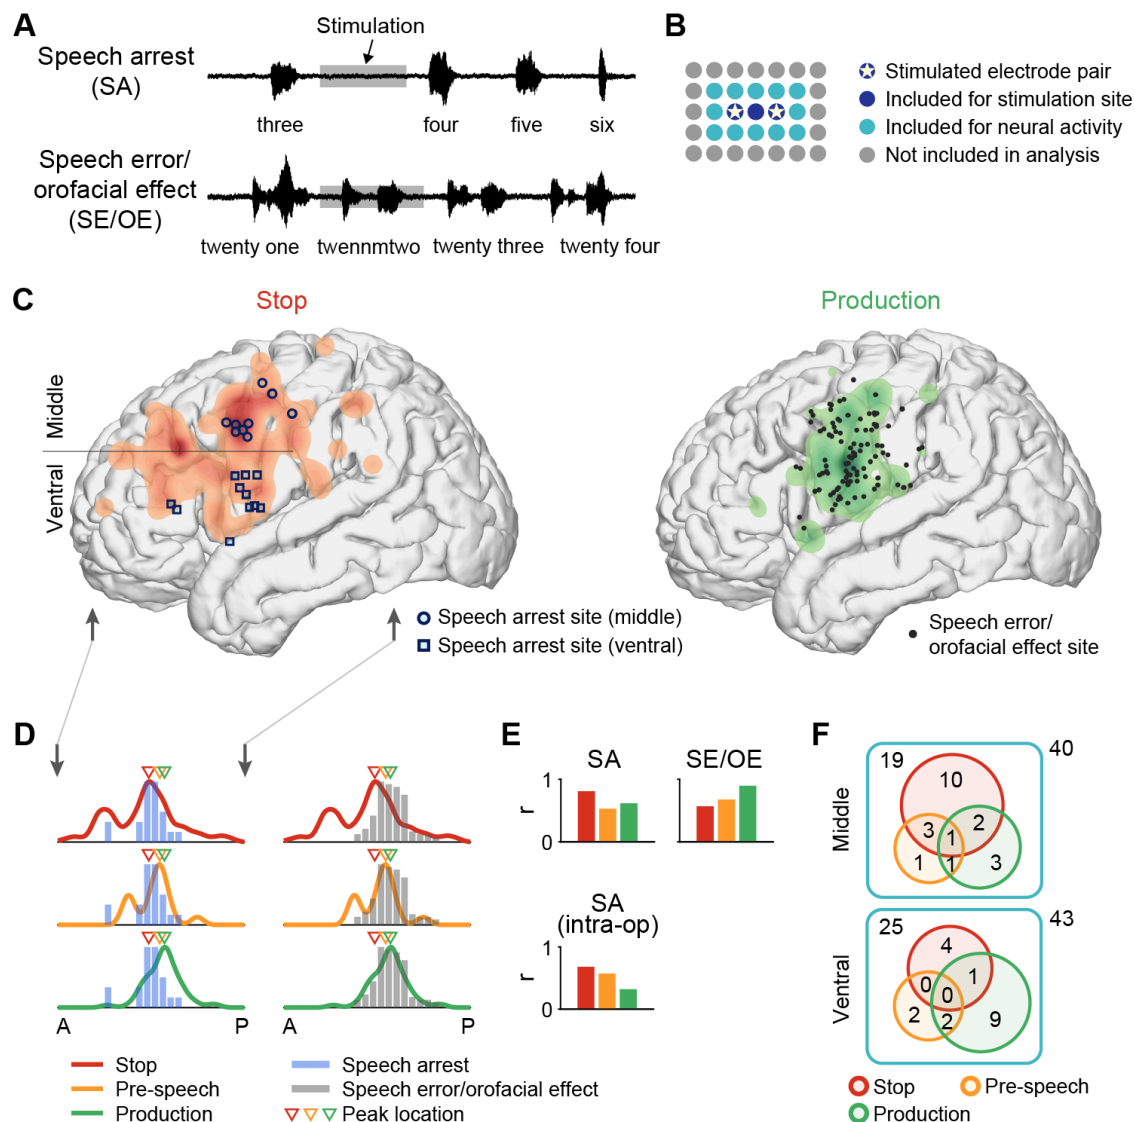 A
Speech arrest
(SA)
Stimulation
three
four
five
six
Speech error/
orofacial effect
(SE/OE)
twenty one
twennmtwo
twenty three
twenty four
B
Stimulated electrode pair
Included for stimulation site
Included for neural activity
Not included in analysis
C
Stop
Production
Middle
Ventral
Speech arrest site (middle)
Speech arrest site (ventral)
Speech error/
orofacial effect site
D
A
P
A
P
Stop
Pre-speech
Production
Speech arrest
Speech error/orofacial effect
Peak location
E
SA
1
r
0
SE/OE
SA
(intra-op)
1
r
0
F
Middle
40
19
10
3
1
2
1
1
3
Ventral
43
25
4
0
0
1
2
2
9
Stop
Pre-speech
Production